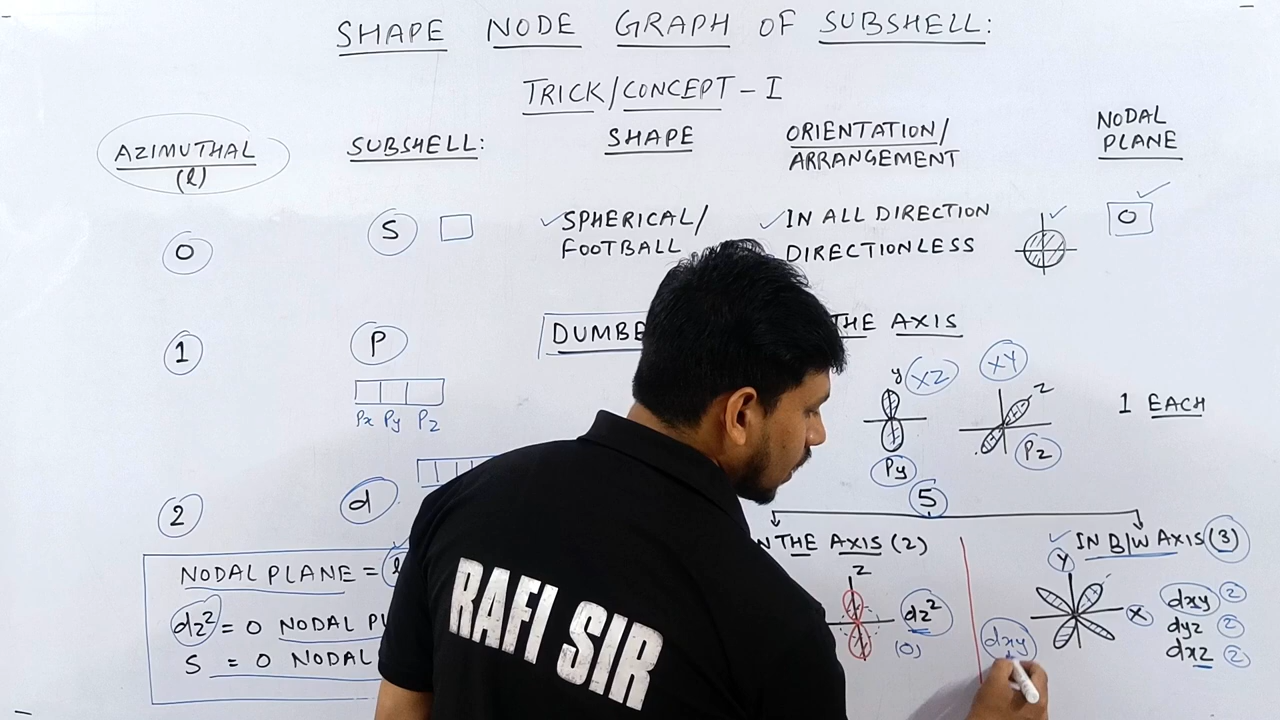 SHAPE NODE GRAPH OF SUBSHELL:
TRICK/CONCEPT - I
AZIMUTHAL
(l)
SUBSHELL:
SHAPE
ORIENTATION/
ARRANGEMENT
NODAL
PLANE
0
S
SPHERICAL/
FOOTBALL
IN ALL DIRECTION
DIRECTIONLESS
0
1
P
Px Py Pz
DUMBE
THE AXIS
y
XZ
Py
XY
z
Pz
1 EACH
2
d
5
THE AXIS (2)
z
dz²
(0)
IN B/W AXIS (3)
Y
X
dxy
dxy 2
dyz 2
dxz 2
NODAL PLANE = l
dz² = 0 NODAL PL
S = 0 NODAL
RAFI SIR